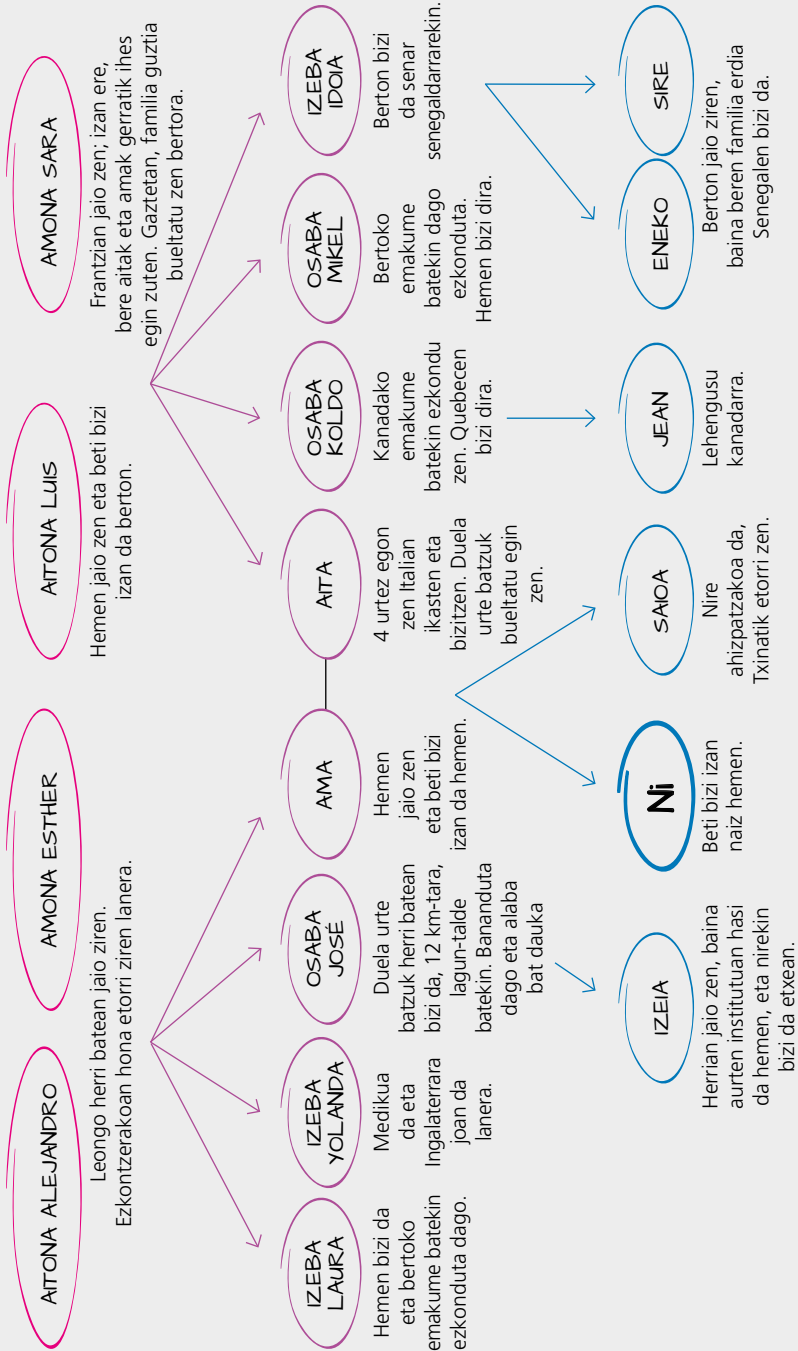 AITONA ALEJANDRO
AMONA ESTHER
Leongo herri batean jaio ziren.
Ezkontzerakoan hona etorri ziren lanera.
AITONA LUIS
Hemen jaio zen eta beti bizi
izan da berton.
AMONA SARA
Frantzian jaio zen; izan ere,
bere aitak eta amak gerratik ihes
egin zuten. Gaztetan, familia guztia
bueltatu zen bertora.
IZEBA
LAURA
Hemen bizi da
eta bertoko
emakume batekin
ezkonduta dago.
IZEBA
YOLANDA
Medikua
da eta
Ingalaterrara
joan da
lanera.
OSABA
JOSÉ
Duela urte
batzuk herri batean
bizi da, 12 km-tara,
lagun-talde
batekin. Bananduta
dago eta alaba
bat dauka
AMA
Hemen
jaio zen
eta beti bizi
izan da hemen.
AITA
4 urtez egon
zen Italian
ikasten eta
bizitzen. Duela
urte batzuk
bueltatu egin
zen.
OSABA
KOLDO
Kanadako
emakume
batekin ezkondu
zen. Quebecen
bizi dira.
OSABA
MIKEL
Bertoko
emakume
batekin dago
ezkonduta.
Hemen bizi dira.
IZEBA
IDOIA
Berton bizi
da senar
senegaldarrarekin.
IZEIA
Herrian jaio zen, baina
aurten institutuan hasi
da hemen, eta nirekin
bizi da etxean.
Ni
Beti bizi izan
naiz hemen.
SAIOA
Nire
ahizpatzakoa da,
Txinatik etorri zen.
JEAN
Lehengusu
kanadarra.
ENEKO
SIRE
Berton jaio ziren,
baina beren familia erdia
Senegalen bizi da.